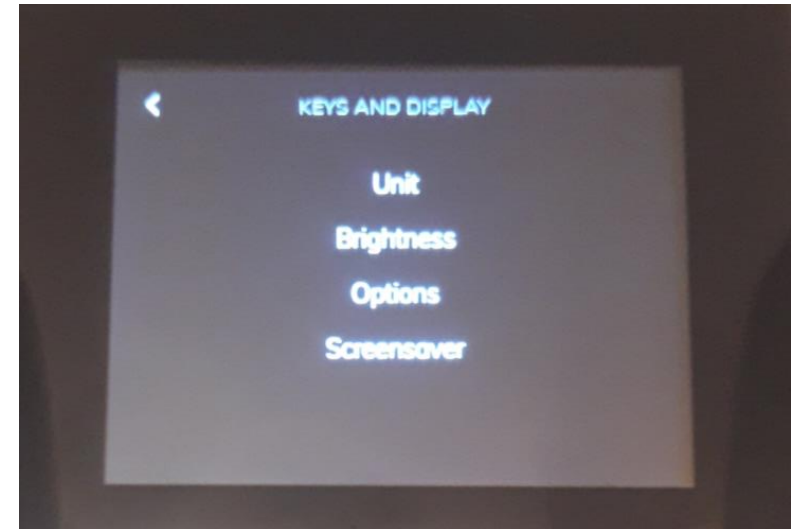 KEYS AND DISPLAY
Unit
Brightness
Options
Screensaver